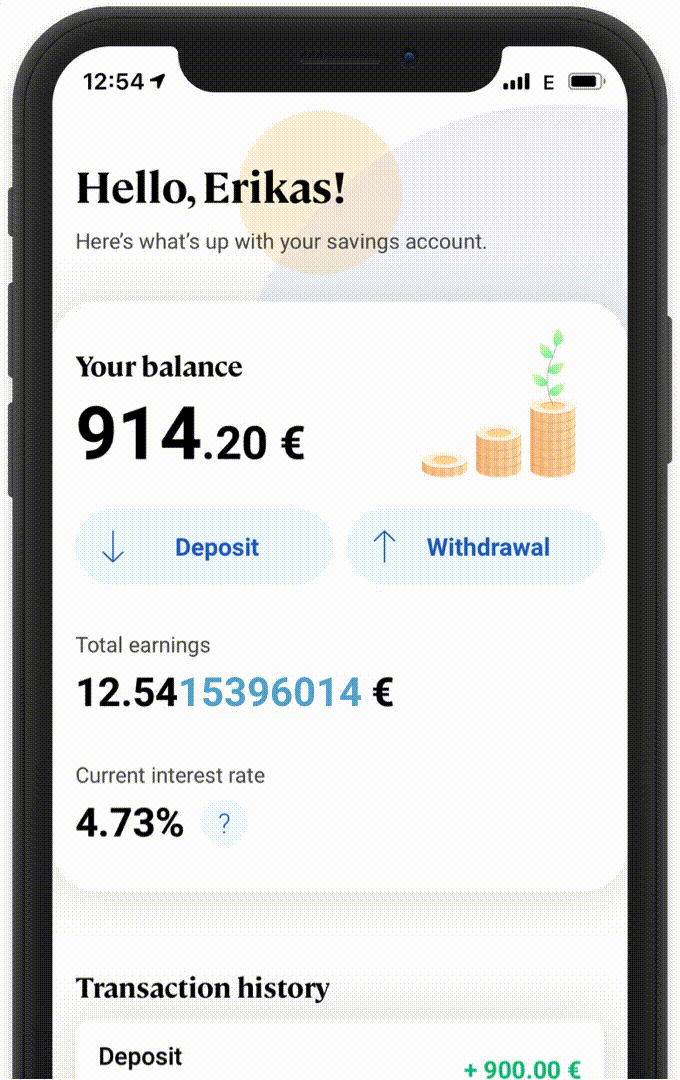 12:54 E
Hello, Erikas!
Here's what's up with your savings account.
Your balance
914.20 €
Deposit Withdrawal
Total earnings
12.5415396014 €
Current interest rate
4.73% ?
Transaction history
Deposit
+ 900.00 €